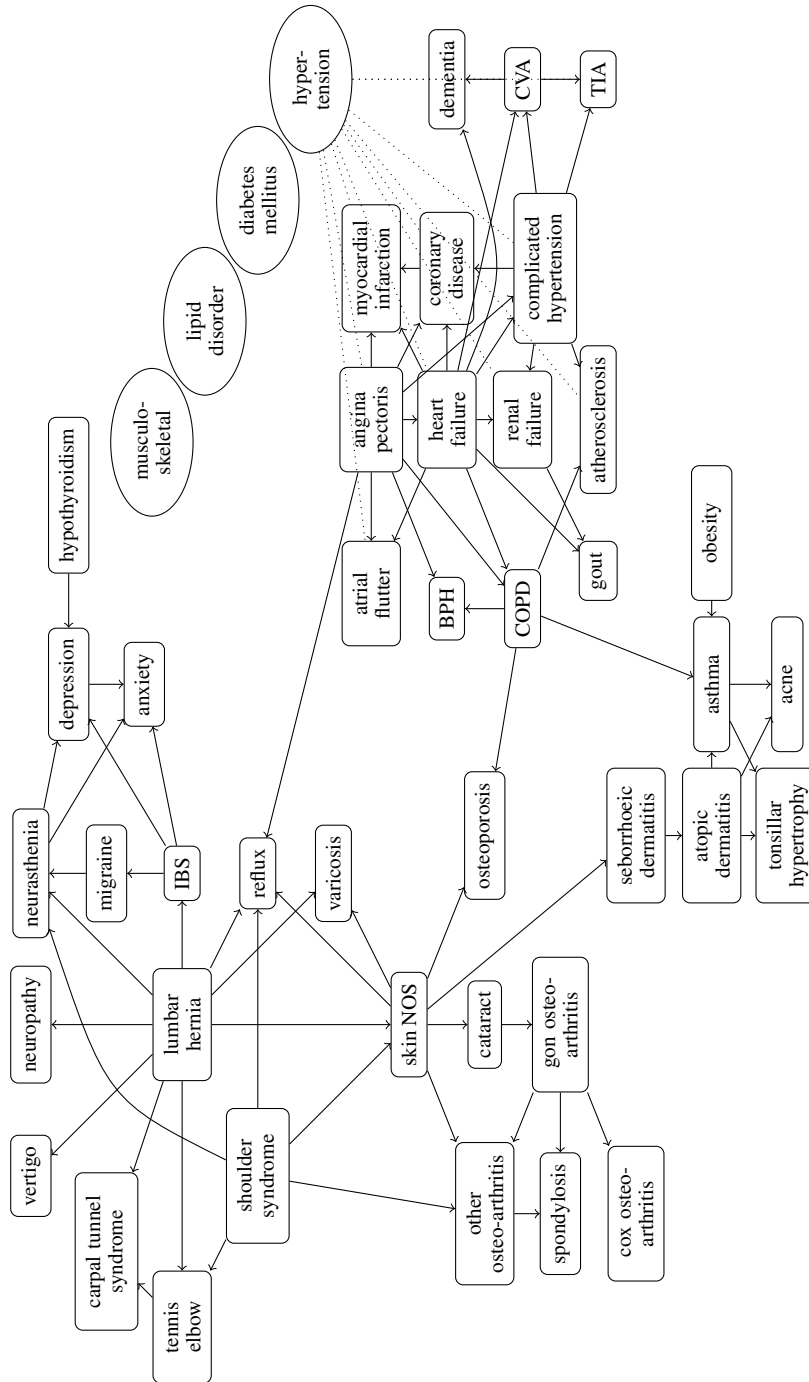 vertigo
neuropathy
neurasthenia
depression
hypothyroidism
carpal tunnel
syndrome
migraine
anxiety
musculo-
skeletal
tennis
elbow
lumbar
hernia
IBS
lipid
disorder
shoulder
syndrome
reflux
diabetes
mellitus
hyper-
tension
varicosis
atrial
flutter
angina
pectoris
myocardial
infarction
skin NOS
BPH
heart
failure
coronary
disease
dementia
other
osteo-arthritis
cataract
osteoporosis
COPD
renal
failure
complicated
hypertension
CVA
spondylosis
gon osteo-
arthritis
gout
atherosclerosis
TIA
cox osteo-
arthritis
seborrhoeic
dermatitis
atopic
dermatitis
asthma
obesity
tonsillar
hypertrophy
acne